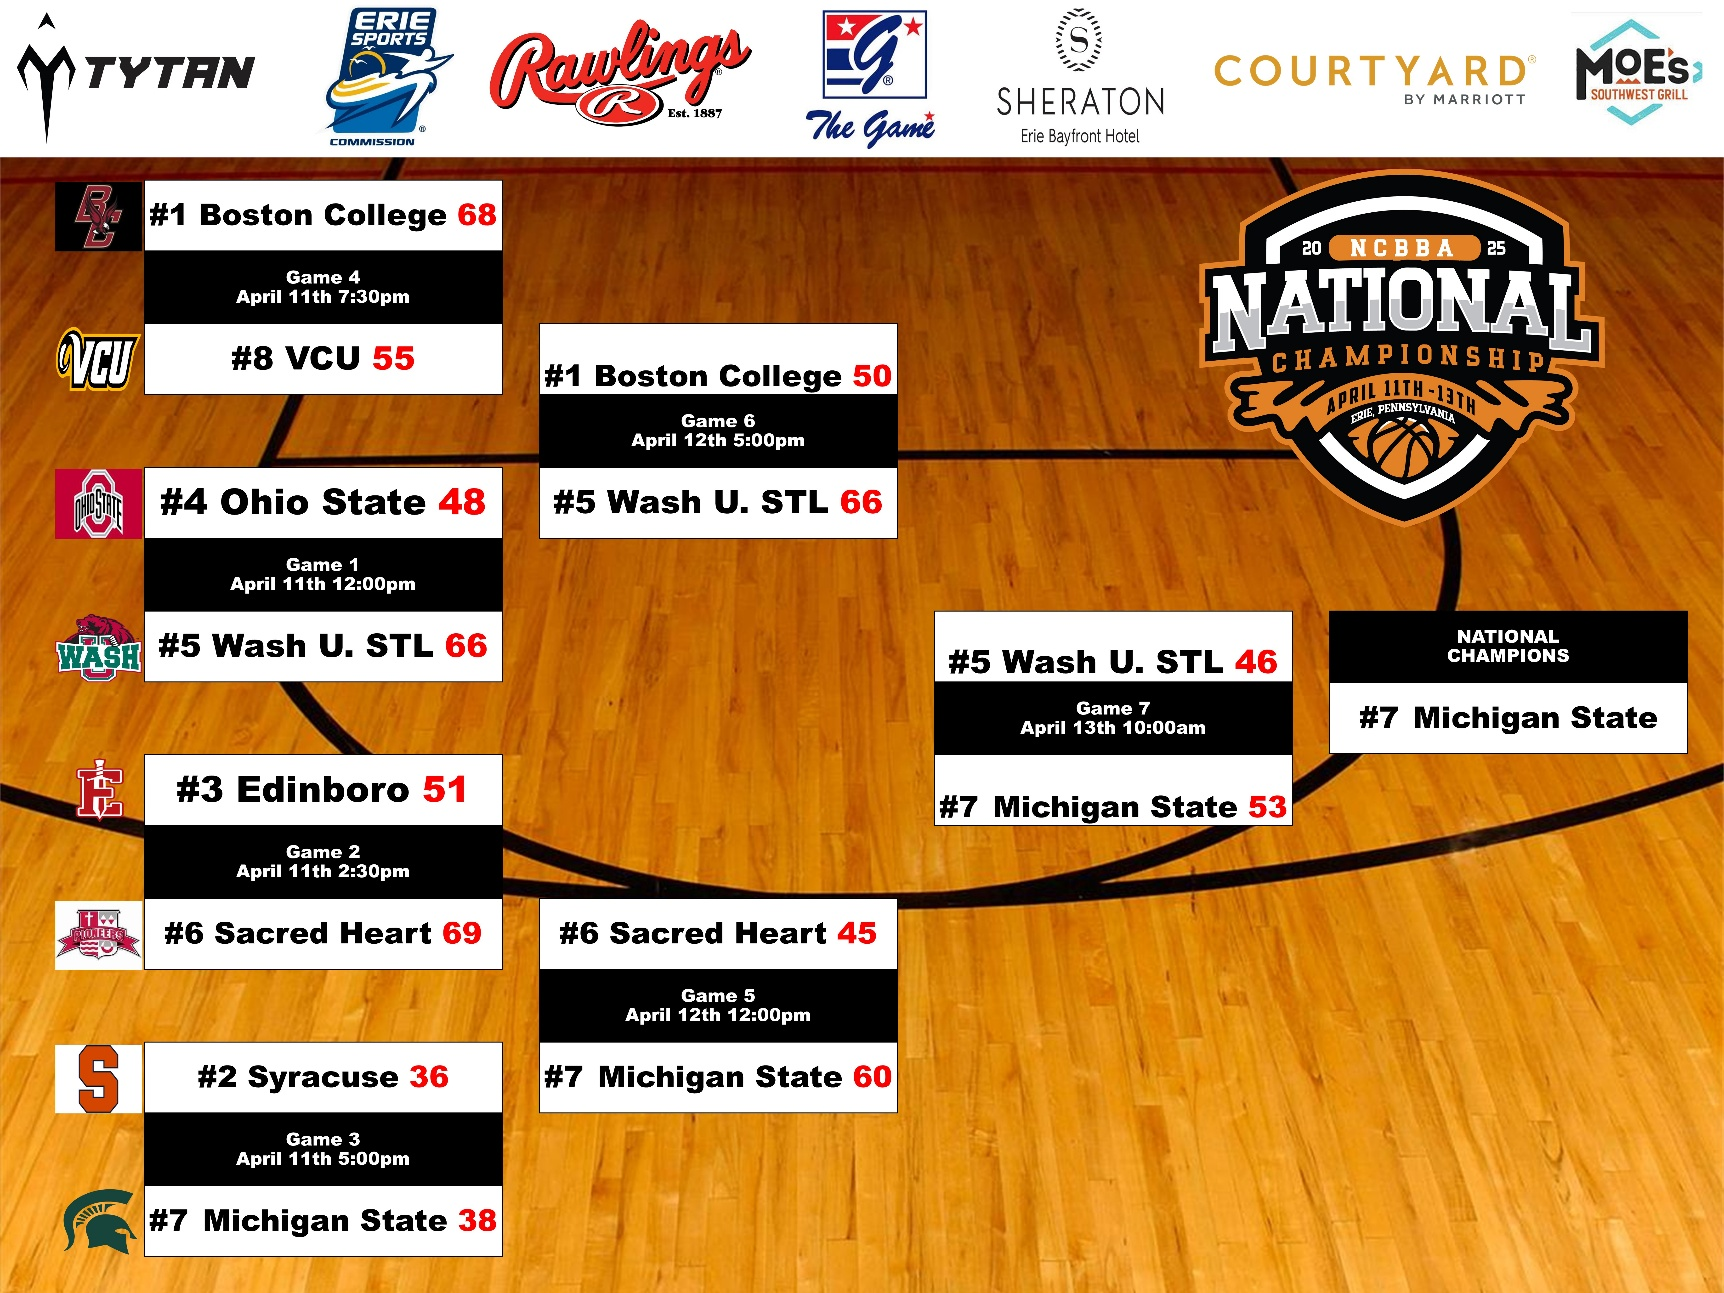 TYTAN
ERIE
SPORTS
COMMISSION
Rawlings
R
Est. 1887
G
The Game
S
SHERATON
Erie Bayfront Hotel
COURTYARD
BY MARRIOTT
MOE's
SOUTHWEST GRILL
20 NCBBA 25
NATIONAL
CHAMPIONSHIP
APRIL 11TH-13TH
ERIE, PENNSYLVANIA
BC
#1 Boston College 68
Game 4
April 11th 7:30pm
VCU
#8 VCU 55
#1 Boston College 50
Game 6
April 12th 5:00pm
#5 Wash U. STL 66
OHIO STATE
#4 Ohio State 48
Game 1
April 11th 12:00pm
U
WASH
#5 Wash U. STL 66
#5 Wash U. STL 46
Game 7
April 13th 10:00am
#7 Michigan State 53
NATIONAL
CHAMPIONS
#7 Michigan State
E
#3 Edinboro 51
Game 2
April 11th 2:30pm
PIONEERS
#6 Sacred Heart 69
#6 Sacred Heart 45
Game 5
April 12th 12:00pm
#7 Michigan State 60
S
#2 Syracuse 36
Game 3
April 11th 5:00pm
#7 Michigan State 38